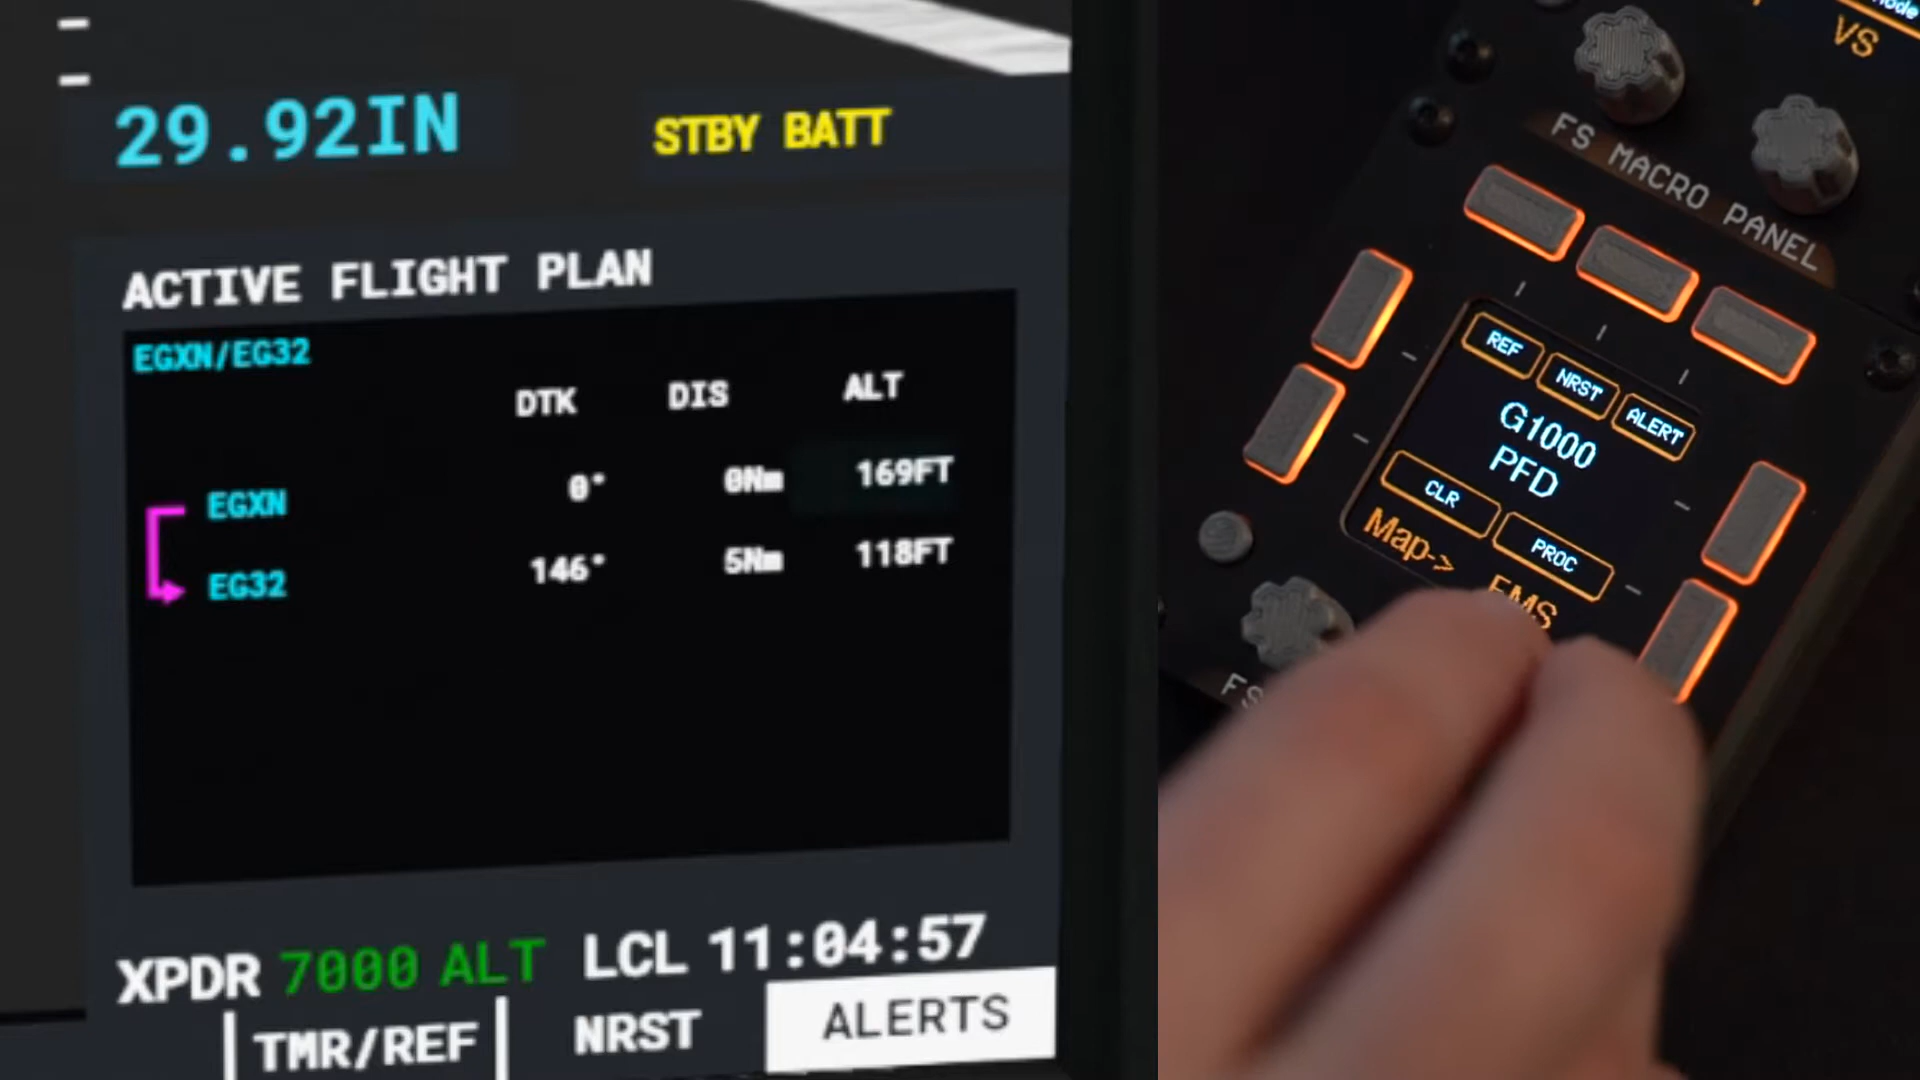 29.92IN
STBY BATT
ACTIVE FLIGHT PLAN
EGXN/EG32
DTK DIS ALT
EGXN 0° 0Nm 169FT
EG32 146° 5Nm 118FT
XPDR 7000 ALT LCL 11:04:57
TMR/REF NRST ALERTS
VS
FS MACRO PANEL
REF NRST ALERT
G1000
PFD
CLR PROC
Map-> FMS
FS